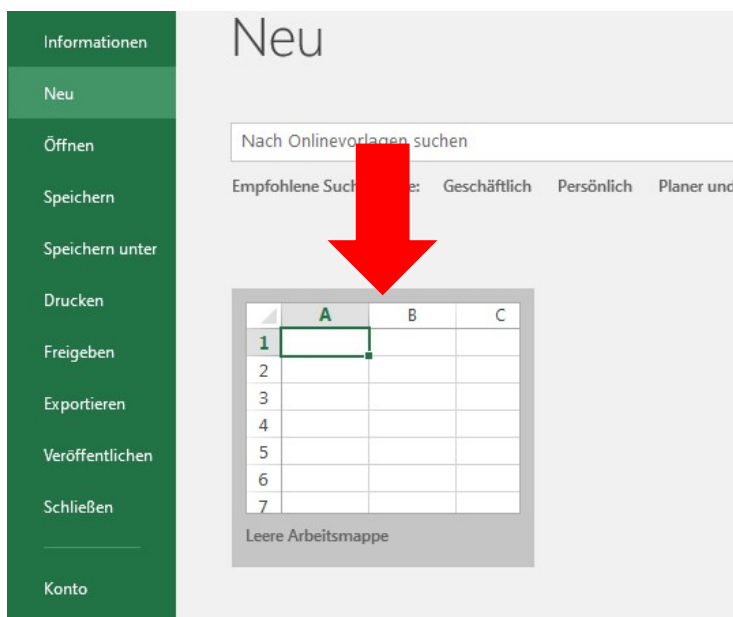 Informationen
Neu
Öffnen
Speichern
Speichern unter
Drucken
Freigeben
Exportieren
Veröffentlichen
Schließen
Konto
Neu
Nach Onlinevorlagen suchen
Empfohlene Geschäftlich Persönlich Planer und
A B C
1
2
3
4
5
6
7
Leere Arbeitsmappe